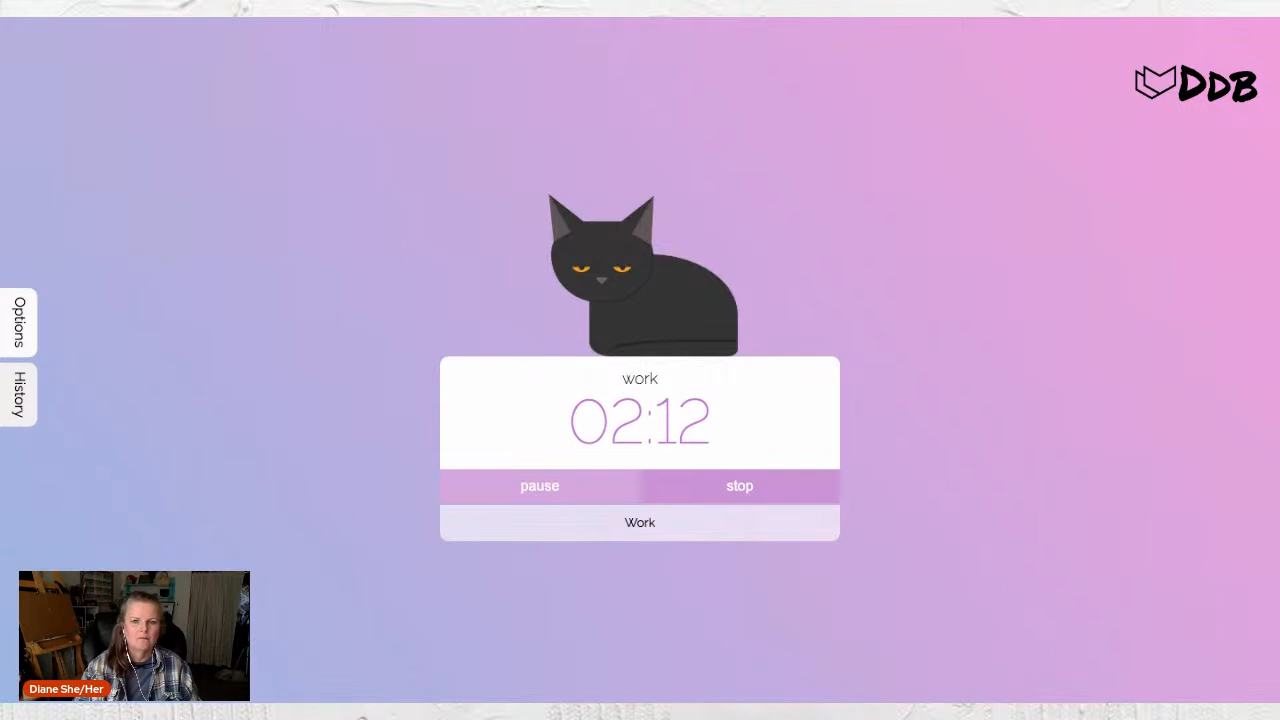 DDB
Options
History
work
02:12
pause
stop
Work
Diane She/Her